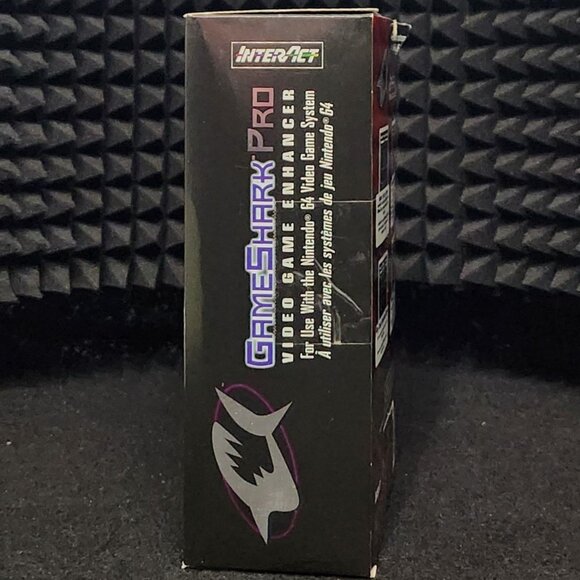 INTERACT
GAMESHARK™ PRO
VIDEO GAME ENHANCER
For Use With the Nintendo® 64 Video Game System
À utiliser avec les systèmes de jeu Nintendo® 64